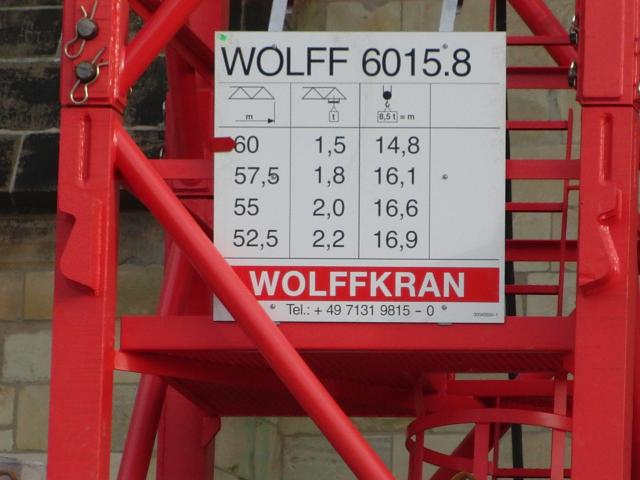 WOLFF 6015.8
m t 8,5 t = m
60 1,5 14,8
57,5 1,8 16,1
55 2,0 16,6
52,5 2,2 16,9
WOLFFKRAN
Tel.: + 49 7131 9815 – 0